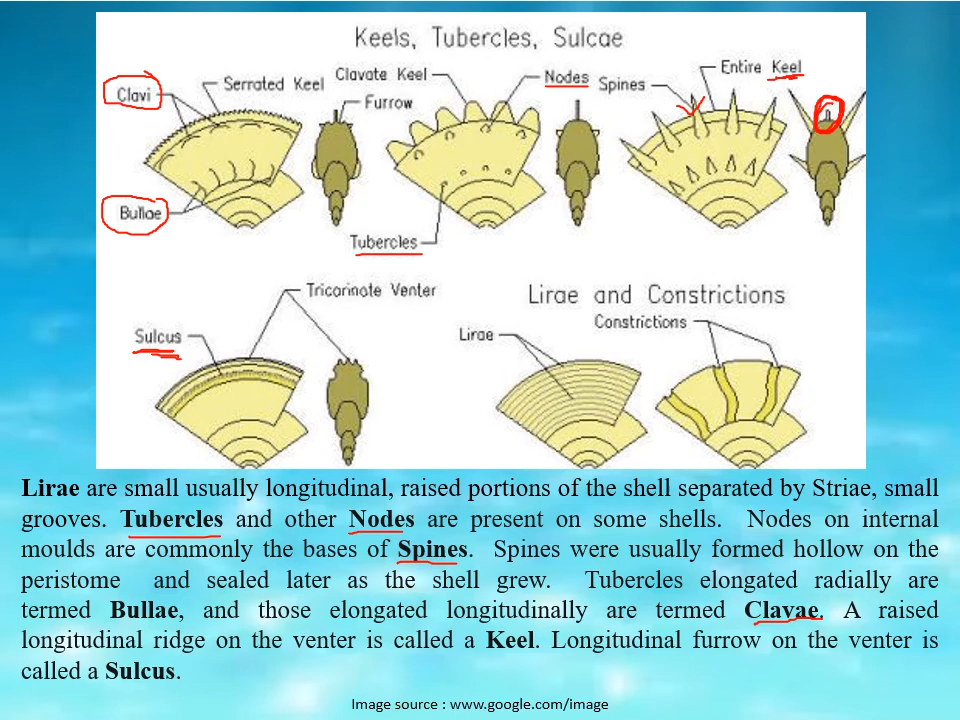 Keels, Tubercles, Sulcae
Clavi
Serrated Keel
Furrow
Bullae
Clavate Keel
Nodes
Tubercles
Spines
Entire Keel
Tricarinate Venter
Sulcus
Lirae and Constrictions
Lirae
Constrictions
Lirae are small usually longitudinal, raised portions of the shell separated by Striae, small
grooves. Tubercles and other Nodes are present on some shells. Nodes on internal
moulds are commonly the bases of Spines. Spines were usually formed hollow on the
peristome and sealed later as the shell grew. Tubercles elongated radially are
termed Bullae, and those elongated longitudinally are termed Clavae. A raised
longitudinal ridge on the venter is called a Keel. Longitudinal furrow on the venter is
called a Sulcus.
Image source : www.google.com/image